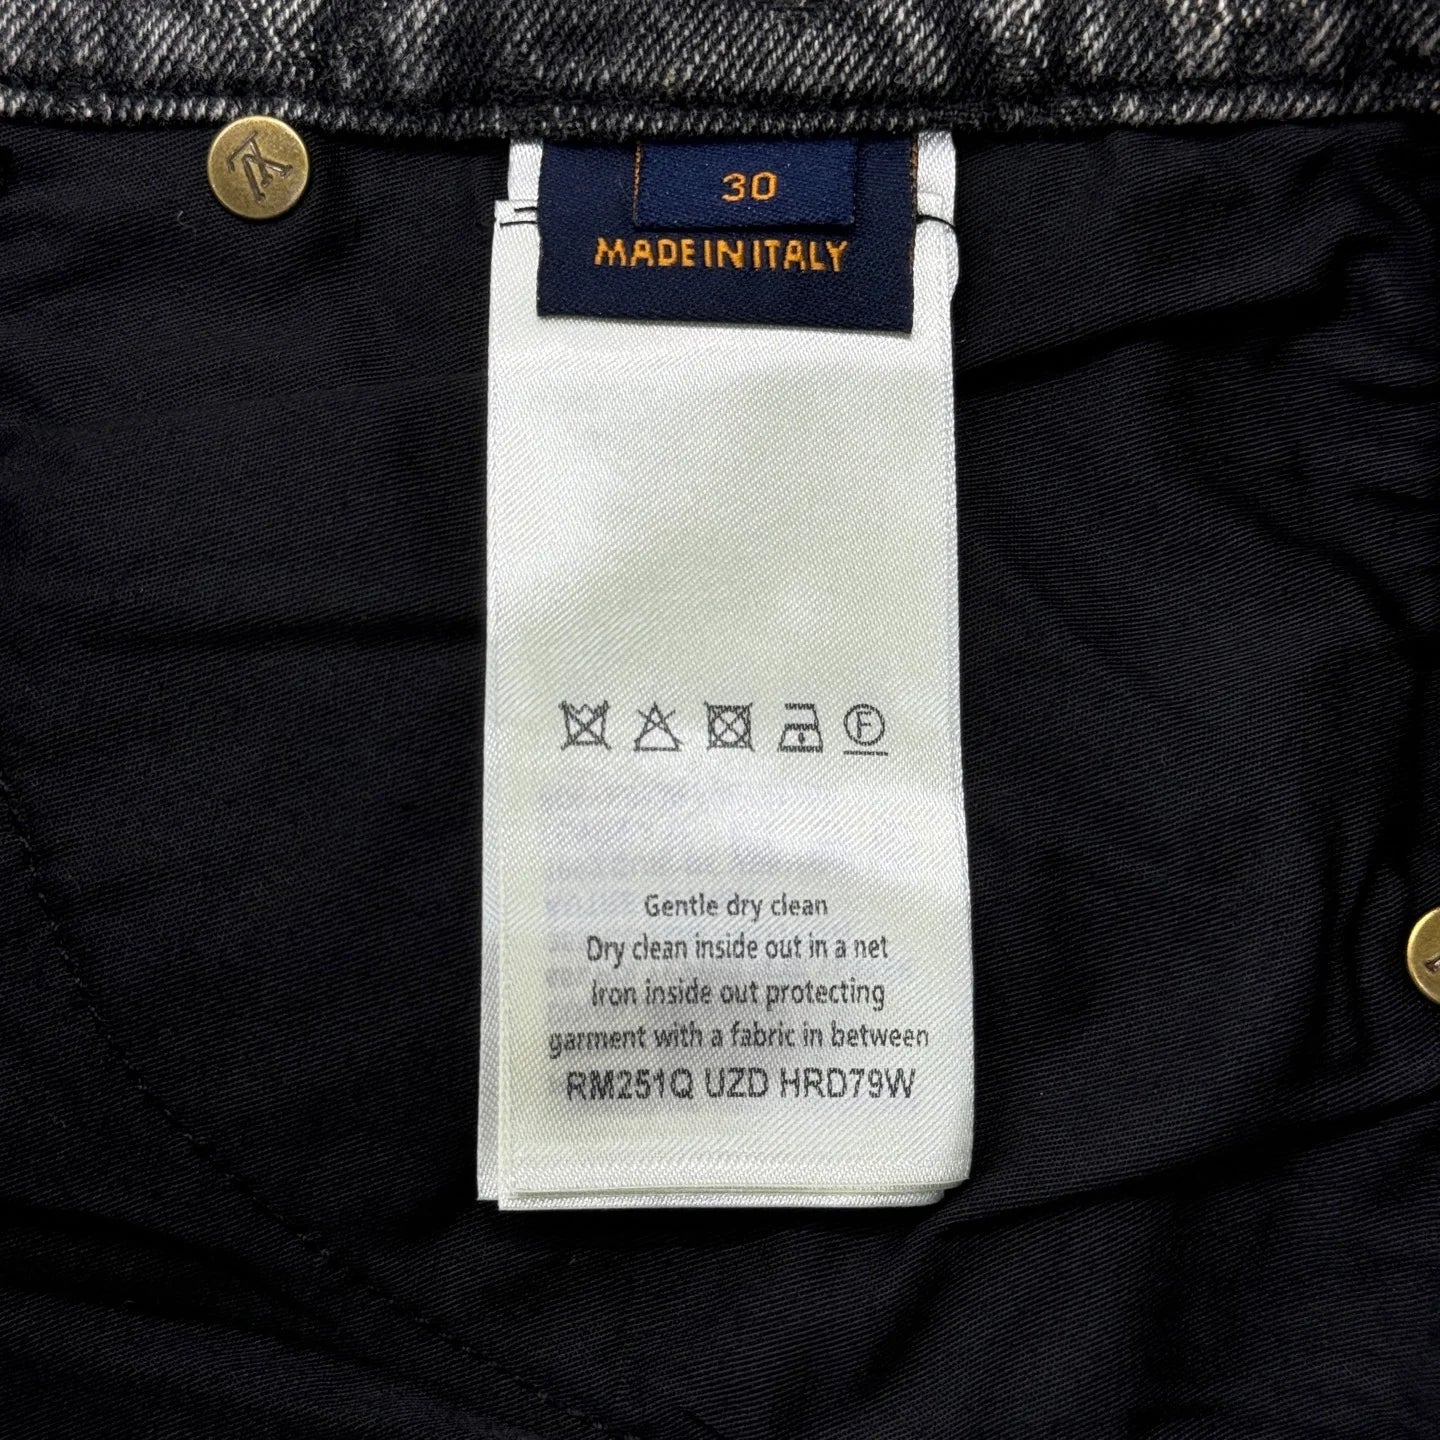 30
MADE IN ITALY
F
Gentle dry clean
Dry clean inside out in a net
Iron inside out protecting
garment with a fabric in between
RM251Q UZD HRD79W